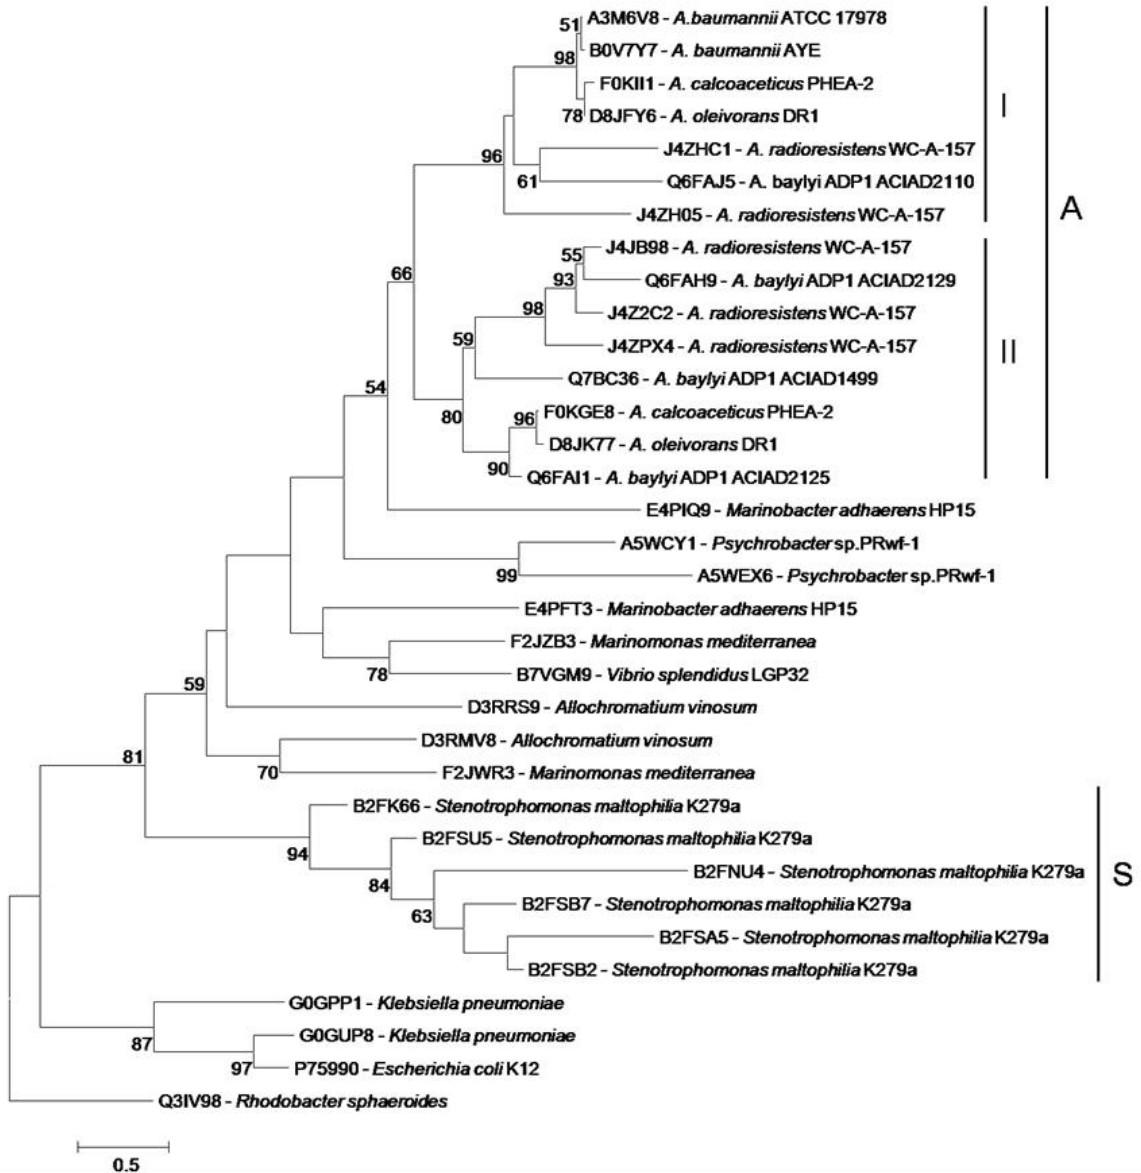 A3M6V8 - A.baumannii ATCC 17978
51
B0V7Y7 - A. baumannii AYE
98
F0KII1 - A. calcoaceticus PHEA-2
I
78
D8JFY6 - A. oleivorans DR1
J4ZHC1 - A. radioresistens WC-A-157
96
61
Q6FAJ5 - A. baylyi ADP1 ACIAD2110
A
J4ZH05 - A. radioresistens WC-A-157
J4JB98 - A. radioresistens WC-A-157
55
66
93
Q6FAH9 - A. baylyi ADP1 ACIAD2129
98
J4Z2C2 - A. radioresistens WC-A-157
59
J4ZPX4 - A. radioresistens WC-A-157
II
Q7BC36 - A. baylyi ADP1 ACIAD1499
54
80
96
F0KGE8 - A. calcoaceticus PHEA-2
D8JK77 - A. oleivorans DR1
90
Q6FAI1 - A. baylyi ADP1 ACIAD2125
E4PIQ9 - Marinobacter adhaerens HP15
A5WCY1 - Psychrobacter sp.PRwf-1
99
A5WEX6 - Psychrobacter sp.PRwf-1
E4PFT3 - Marinobacter adhaerens HP15
F2JZB3 - Marinomonas mediterranea
78
B7VGM9 - Vibrio splendidus LGP32
59
D3RRS9 - Allochromatium vinosum
D3RMV8 - Allochromatium vinosum
81
70
F2JWR3 - Marinomonas mediterranea
B2FK66 - Stenotrophomonas maltophilia K279a
B2FSU5 - Stenotrophomonas maltophilia K279a
94
B2FNU4 - Stenotrophomonas maltophilia K279a
S
84
B2FSB7 - Stenotrophomonas maltophilia K279a
63
B2FSA5 - Stenotrophomonas maltophilia K279a
B2FSB2 - Stenotrophomonas maltophilia K279a
G0GPP1 - Klebsiella pneumoniae
G0GUP8 - Klebsiella pneumoniae
87
97
P75990 - Escherichia coli K12
Q3IV98 - Rhodobacter sphaeroides
0.5